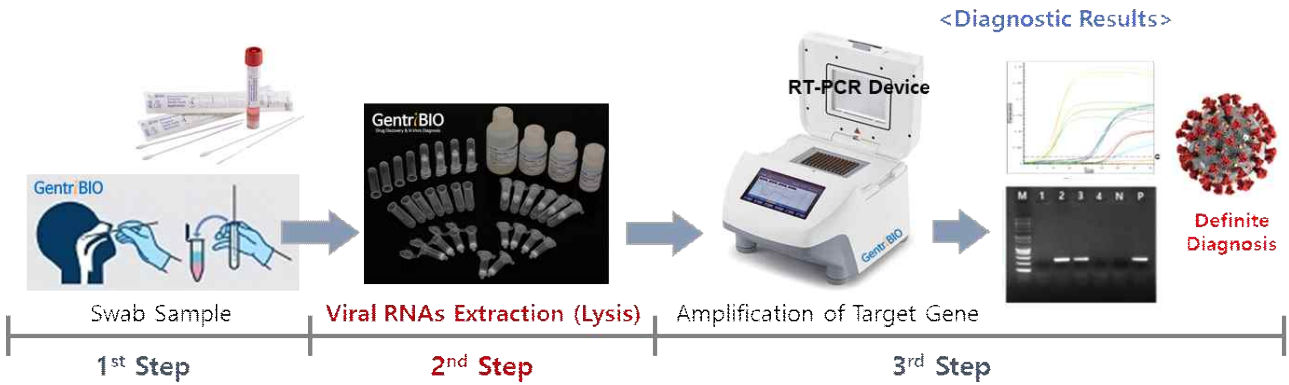 <Diagnostic Results>
RT-PCR Device
GentriBIO
Drug Discovery & In Vitro Diagnosis
GentriBIO
GentriBIO
M 1 2 3 4 N P
Definite
Diagnosis
Swab Sample
Viral RNAs Extraction (Lysis)
Amplification of Target Gene
1st Step
2nd Step
3rd Step